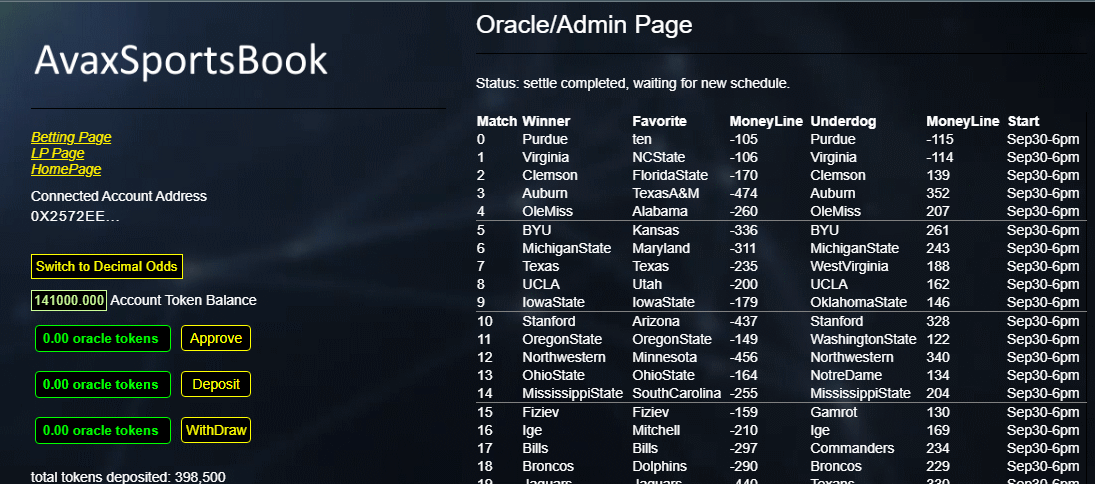 AvaxSportsBook
Betting Page
LP Page
HomePage
Connected Account Address
0X2572EE...
Switch to Decimal Odds
141000.000 Account Token Balance
0.00 oracle tokens Approve
0.00 oracle tokens Deposit
0.00 oracle tokens WithDraw
total tokens deposited: 398,500
Oracle/Admin Page
Status: settle completed, waiting for new schedule.
Match Winner Favorite MoneyLine Underdog MoneyLine Start
0 Purdue ten -105 Purdue -115 Sep30-6pm
1 Virginia NCState -106 Virginia -114 Sep30-6pm
2 Clemson FloridaState -170 Clemson 139 Sep30-6pm
3 Auburn TexasA&M -474 Auburn 352 Sep30-6pm
4 OleMiss Alabama -260 OleMiss 207 Sep30-6pm
5 BYU Kansas -336 BYU 261 Sep30-6pm
6 MichiganState Maryland -311 MichiganState 243 Sep30-6pm
7 Texas Texas -235 WestVirginia 188 Sep30-6pm
8 UCLA Utah -200 UCLA 162 Sep30-6pm
9 IowaState IowaState -179 OklahomaState 146 Sep30-6pm
10 Stanford Arizona -437 Stanford 328 Sep30-6pm
11 OregonState OregonState -149 WashingtonState 122 Sep30-6pm
12 Northwestern Minnesota -456 Northwestern 340 Sep30-6pm
13 OhioState OhioState -164 NotreDame 134 Sep30-6pm
14 MississippiState SouthCarolina -255 MississippiState 204 Sep30-6pm
15 Fiziev Fiziev -159 Gamrot 130 Sep30-6pm
16 Ige Mitchell -210 Ige 169 Sep30-6pm
17 Bills Bills -297 Commanders 234 Sep30-6pm
18 Broncos Dolphins -290 Broncos 229 Sep30-6pm
19 Jaguars Jaguars -440 Texans 330 Sep30-6pm